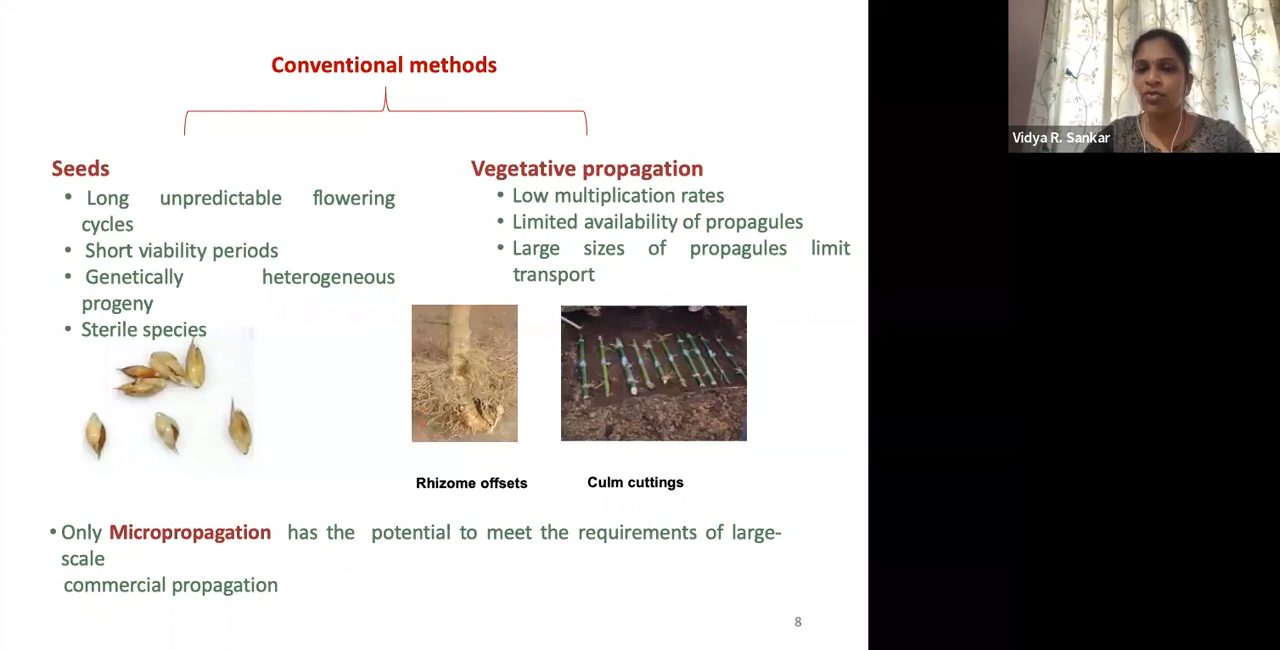 Conventional methods
Seeds
• Long unpredictable flowering
cycles
• Short viability periods
• Genetically heterogeneous
progeny
• Sterile species
Vegetative propagation
• Low multiplication rates
• Limited availability of propagules
• Large sizes of propagules limit
transport
Rhizome offsets
Culm cuttings
• Only Micropropagation has the potential to meet the requirements of large-
scale
commercial propagation
8
Vidya R. Sankar